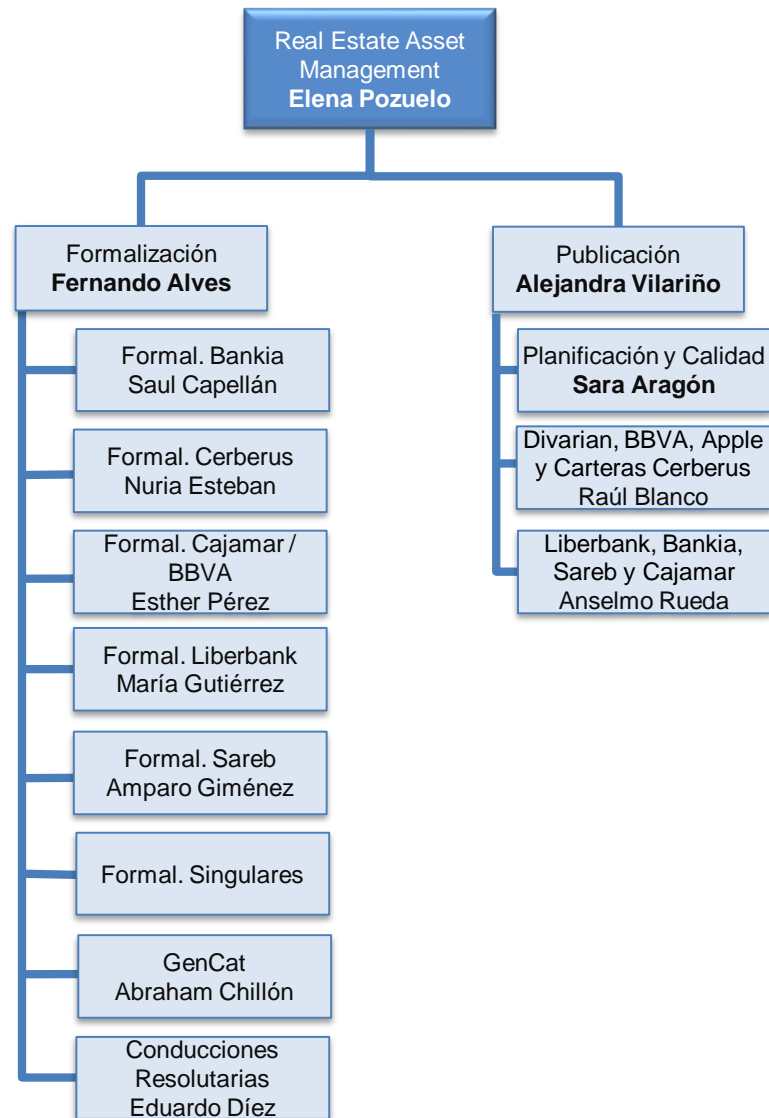 Real Estate Asset
Management
Elena Pozuelo
Formalización
Fernando Alves
Formal. Bankia
Saul Capellán
Formal. Cerberus
Nuria Esteban
Formal. Cajamar /
BBVA
Esther Pérez
Formal. Liberbank
María Gutiérrez
Formal. Sareb
Amparo Giménez
Formal. Singulares
GenCat
Abraham Chillón
Conducciones
Resolutarias
Eduardo Díez
Publicación
Alejandra Vilariño
Planificación y Calidad
Sara Aragón
Divarian, BBVA, Apple
y Carteras Cerberus
Raúl Blanco
Liberbank, Bankia,
Sareb y Cajamar
Anselmo Rueda